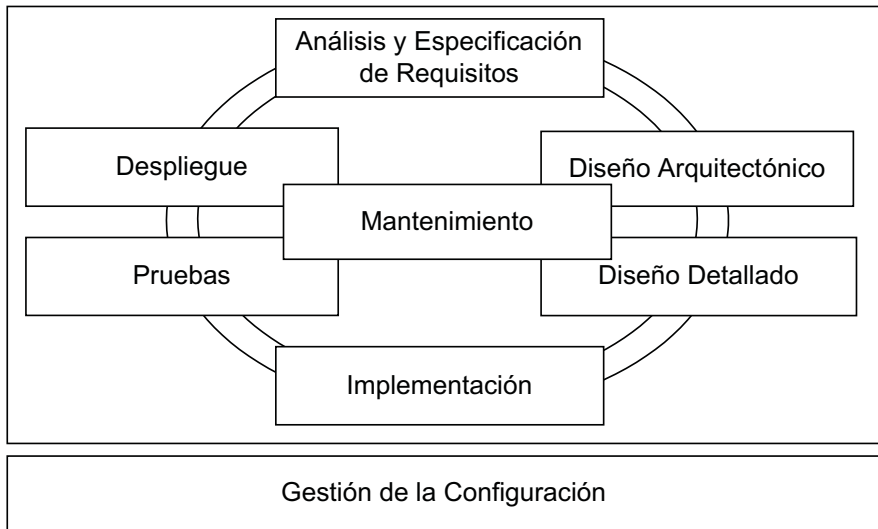 Análisis y Especificación
de Requisitos
Despliegue
Diseño Arquitectónico
Mantenimiento
Pruebas
Diseño Detallado
Implementación
Gestión de la Configuración